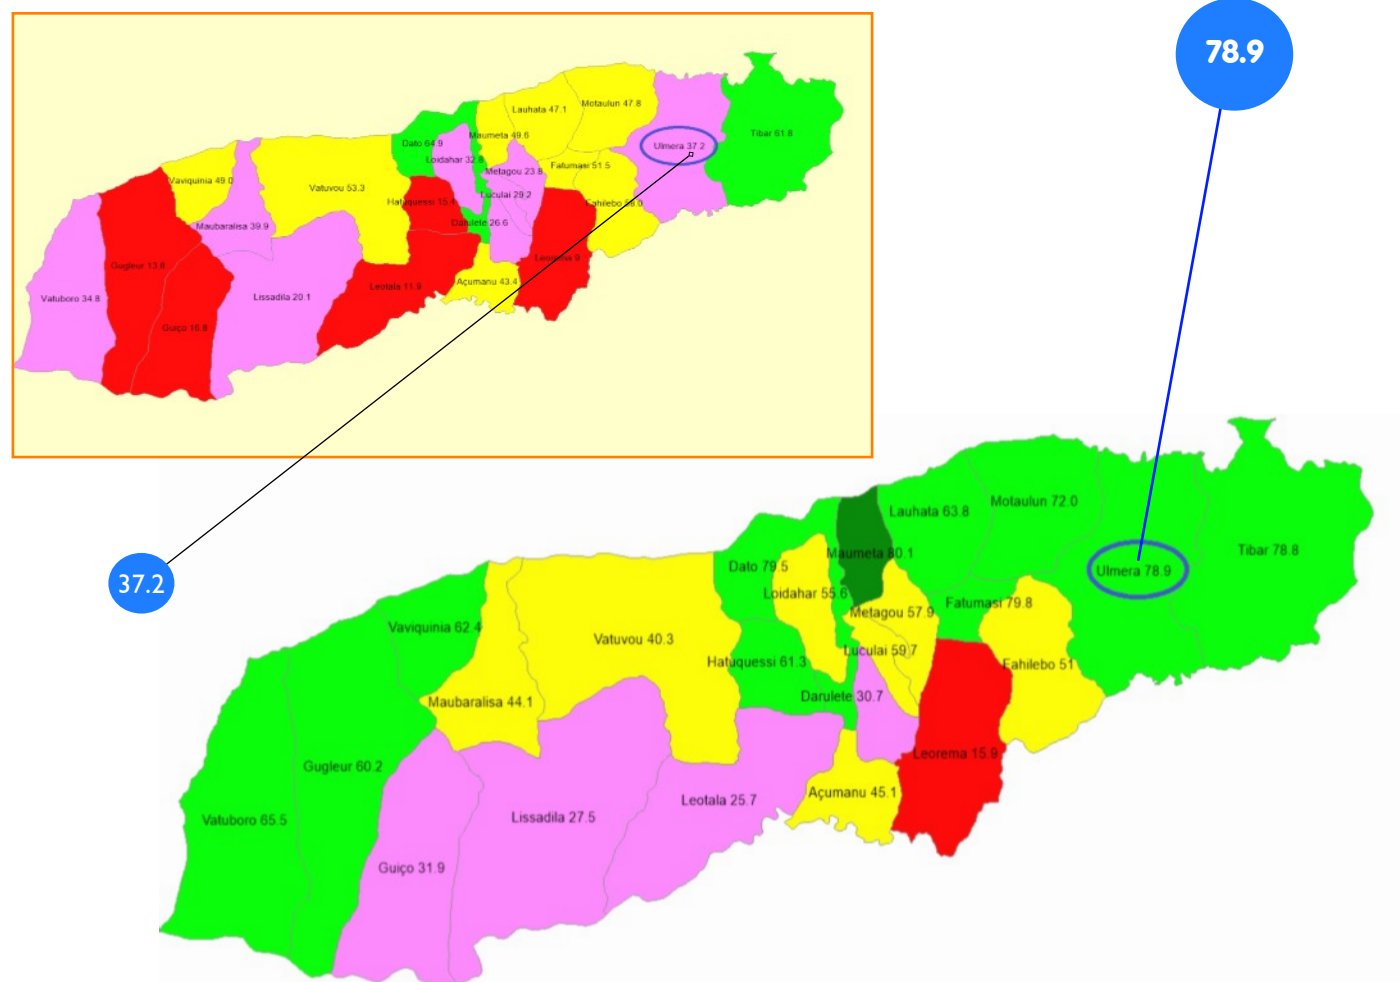 78.9
Lauhata 47.1
Motaulun 47.8
Tibar 61.8
Maumeta 49.6
Dato 64.9
Ulmera 37.2
Loidahar 32.8
Fatumasi 51.5
Metagou 23.8
Vaviquinia 49.0
Vatuvou 53.3
Luculai 29.2
Hatuquessi 15.4
Fahilebo 58.0
Maubaralisa 39.9
Darulete 26.6
Leorema 9
Gugleur 13.6
Açumanu 43.4
Leotala 11.9
Vatuboro 34.8
Lissadila 20.1
Guiço 16.8
37.2
Motaulun 72.0
Lauhata 63.8
Maumeta 80.1
Tibar 78.8
Dato 79.5
Ulmera 78.9
Loidahar 55.6
Fatumasi 79.8
Metagou 57.9
Vaviquinia 62.4
Vatuvou 40.3
Luculai 59.7
Hatuquessi 61.3
Fahilebo 51
Darulete 30.7
Maubaralisa 44.1
Leorema 15.9
Gugleur 60.2
Açumanu 45.1
Leotala 25.7
Lissadila 27.5
Vatuboro 65.5
Guiço 31.9